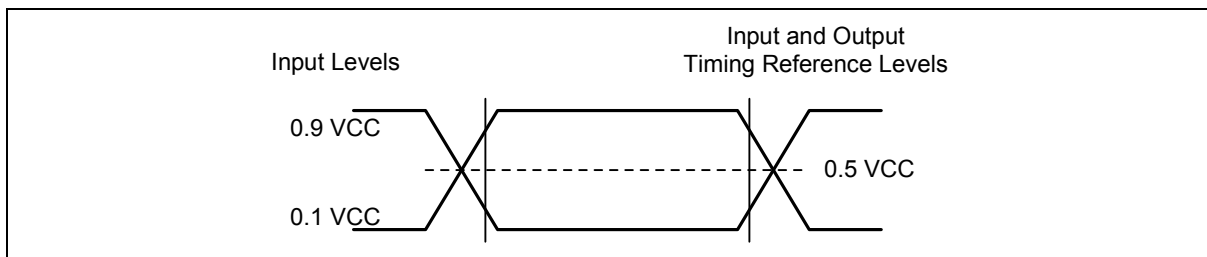 Input Levels
Input and Output
Timing Reference Levels
0.9 VCC
0.5 VCC
0.1 VCC